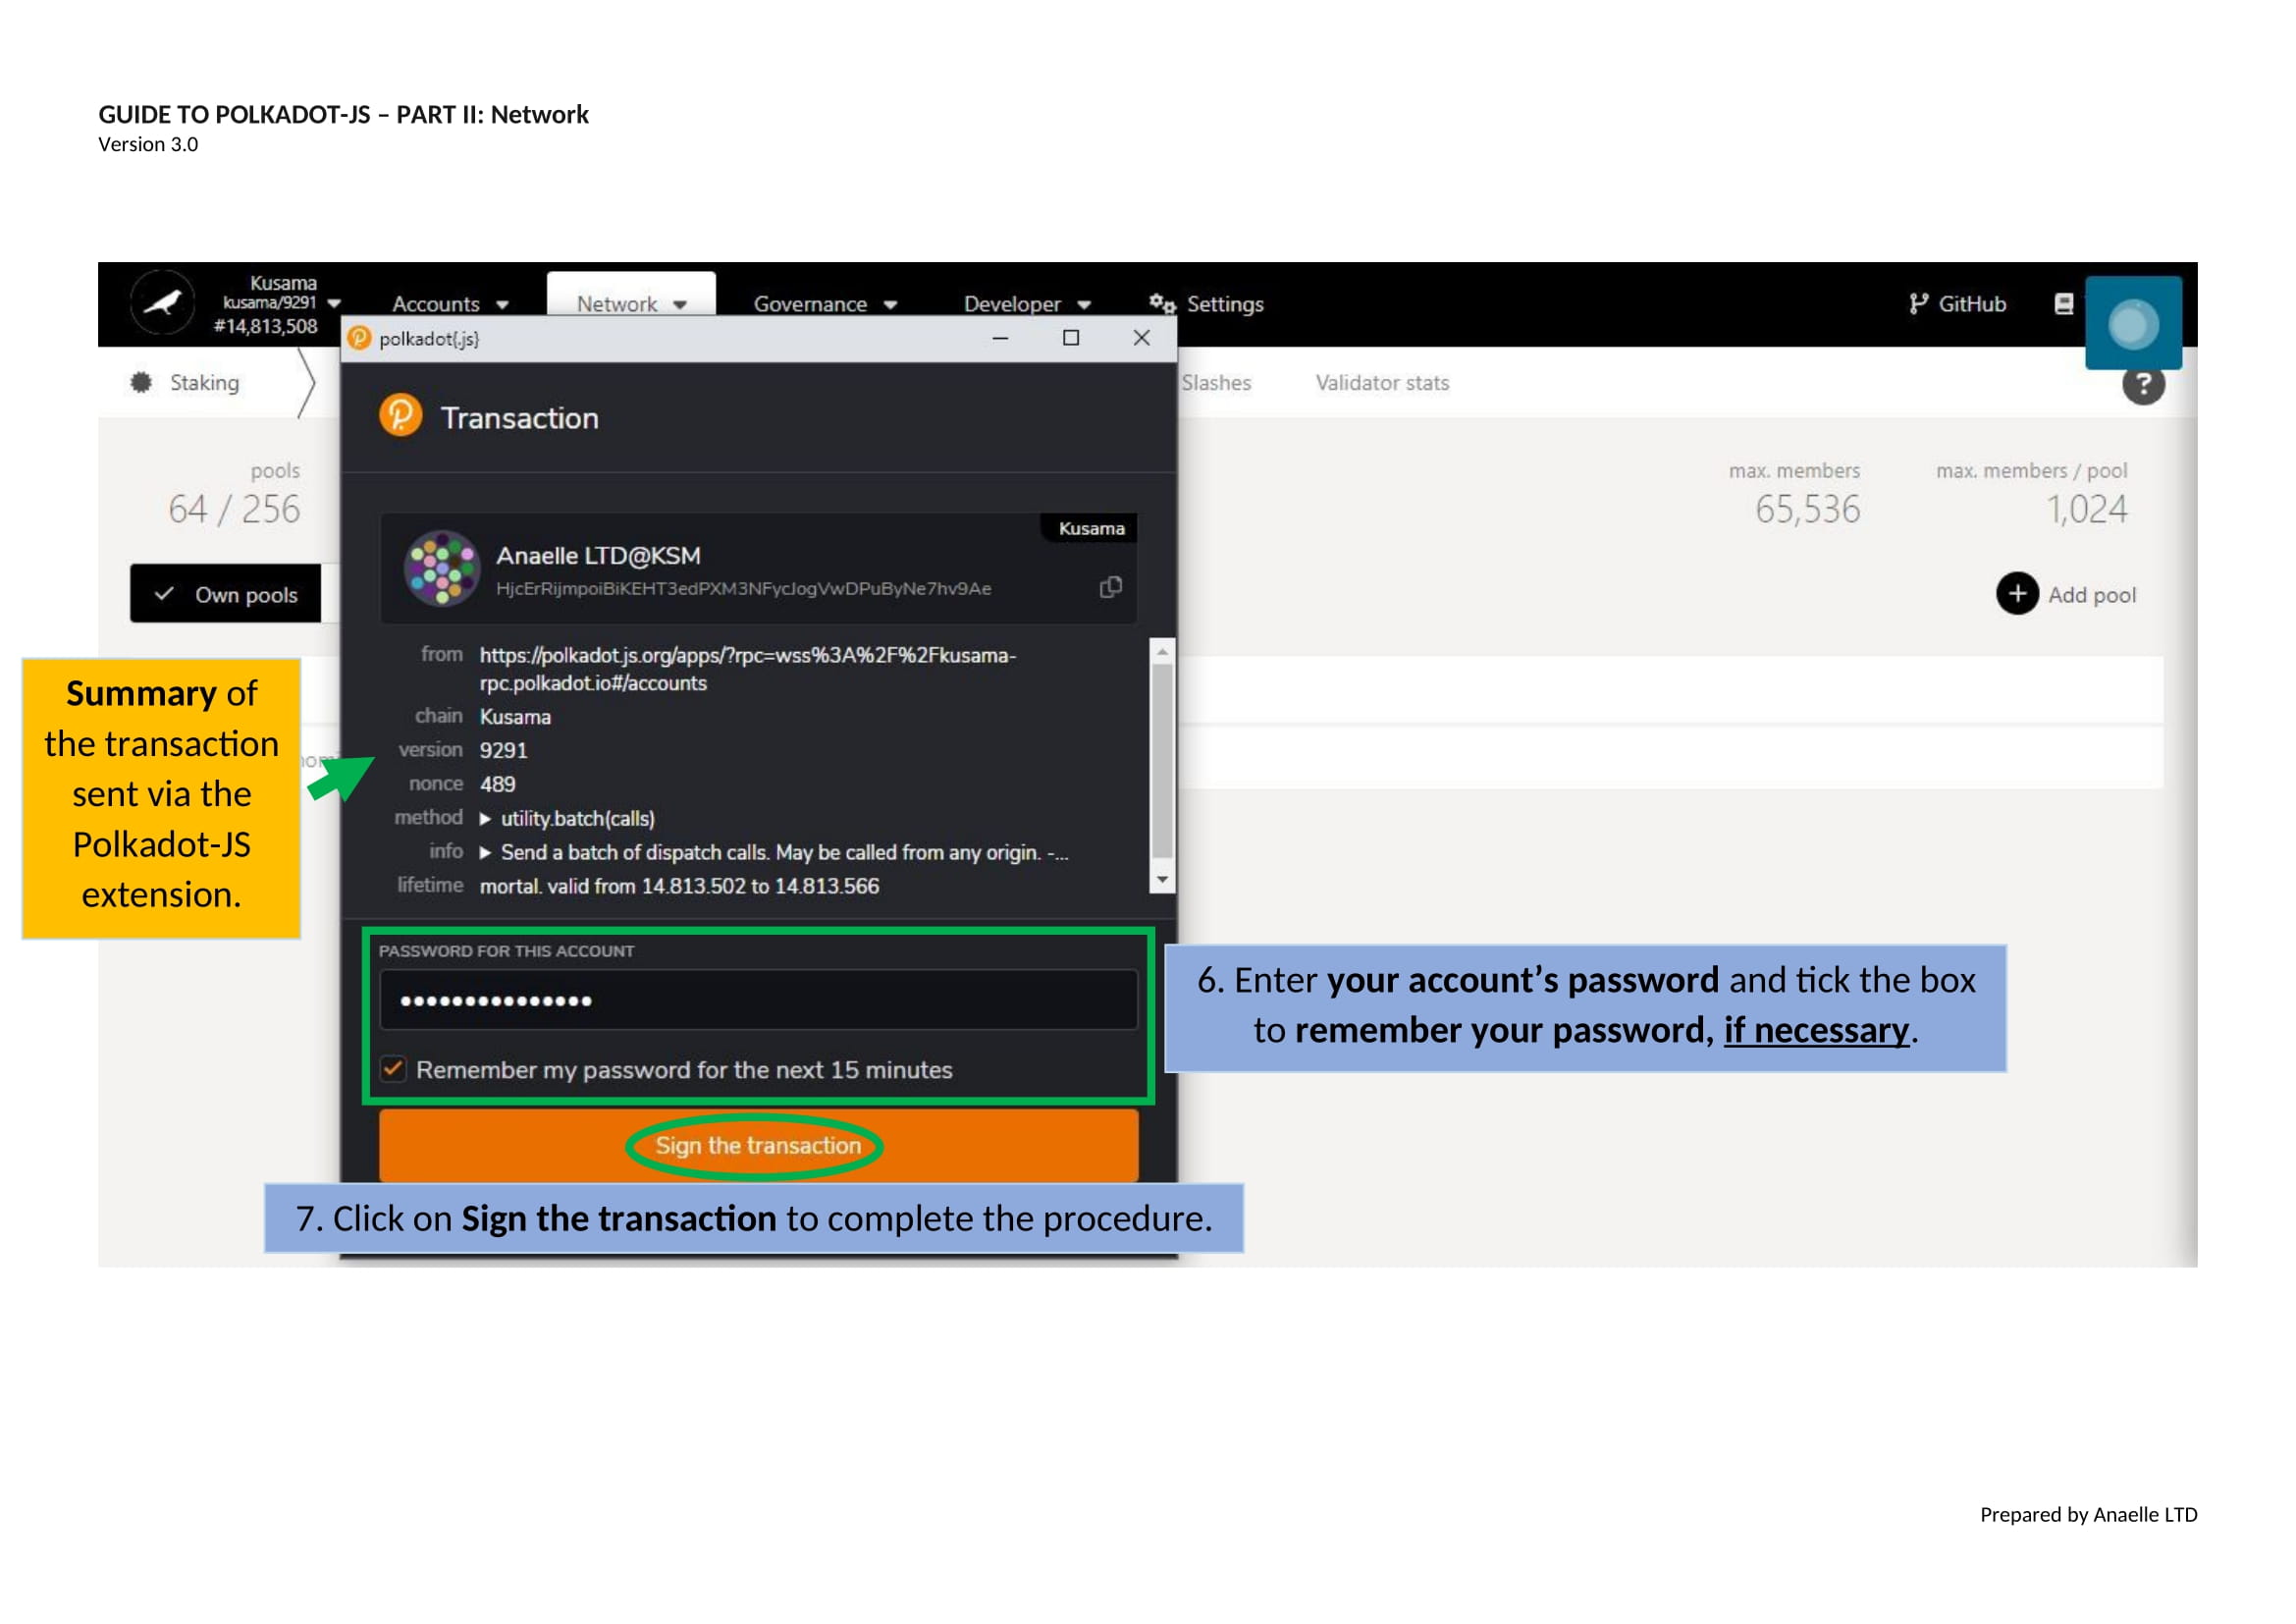 GUIDE TO POLKADOT-JS – PART II: Network
Version 3.0
Kusama
kusama/9291
#14,813,508
Accounts
Network
Governance
Developer
Settings
GitHub
polkadot{.js}
Staking
Slashes
Validator stats
Transaction
pools
64 / 256
max. members
65,536
max. members / pool
1,024
Kusama
Anaelle LTD@KSM
HjcErRijmpoiBiKEHT3edPXM3NFycJogVwDPuByNe7hv9Ae
Own pools
Add pool
from https://polkadot.js.org/apps/?rpc=wss%3A%2F%2Fkusama-
rpc.polkadot.io#/accounts
chain Kusama
version 9291
nonce 489
method utility.batch(calls)
info Send a batch of dispatch calls. May be called from any origin. -...
lifetime mortal. valid from 14.813.502 to 14.813.566
Summary of
the transaction
sent via the
Polkadot-JS
extension.
PASSWORD FOR THIS ACCOUNT
Remember my password for the next 15 minutes
6. Enter your account’s password and tick the box
to remember your password, if necessary.
Sign the transaction
7. Click on Sign the transaction to complete the procedure.
Prepared by Anaelle LTD